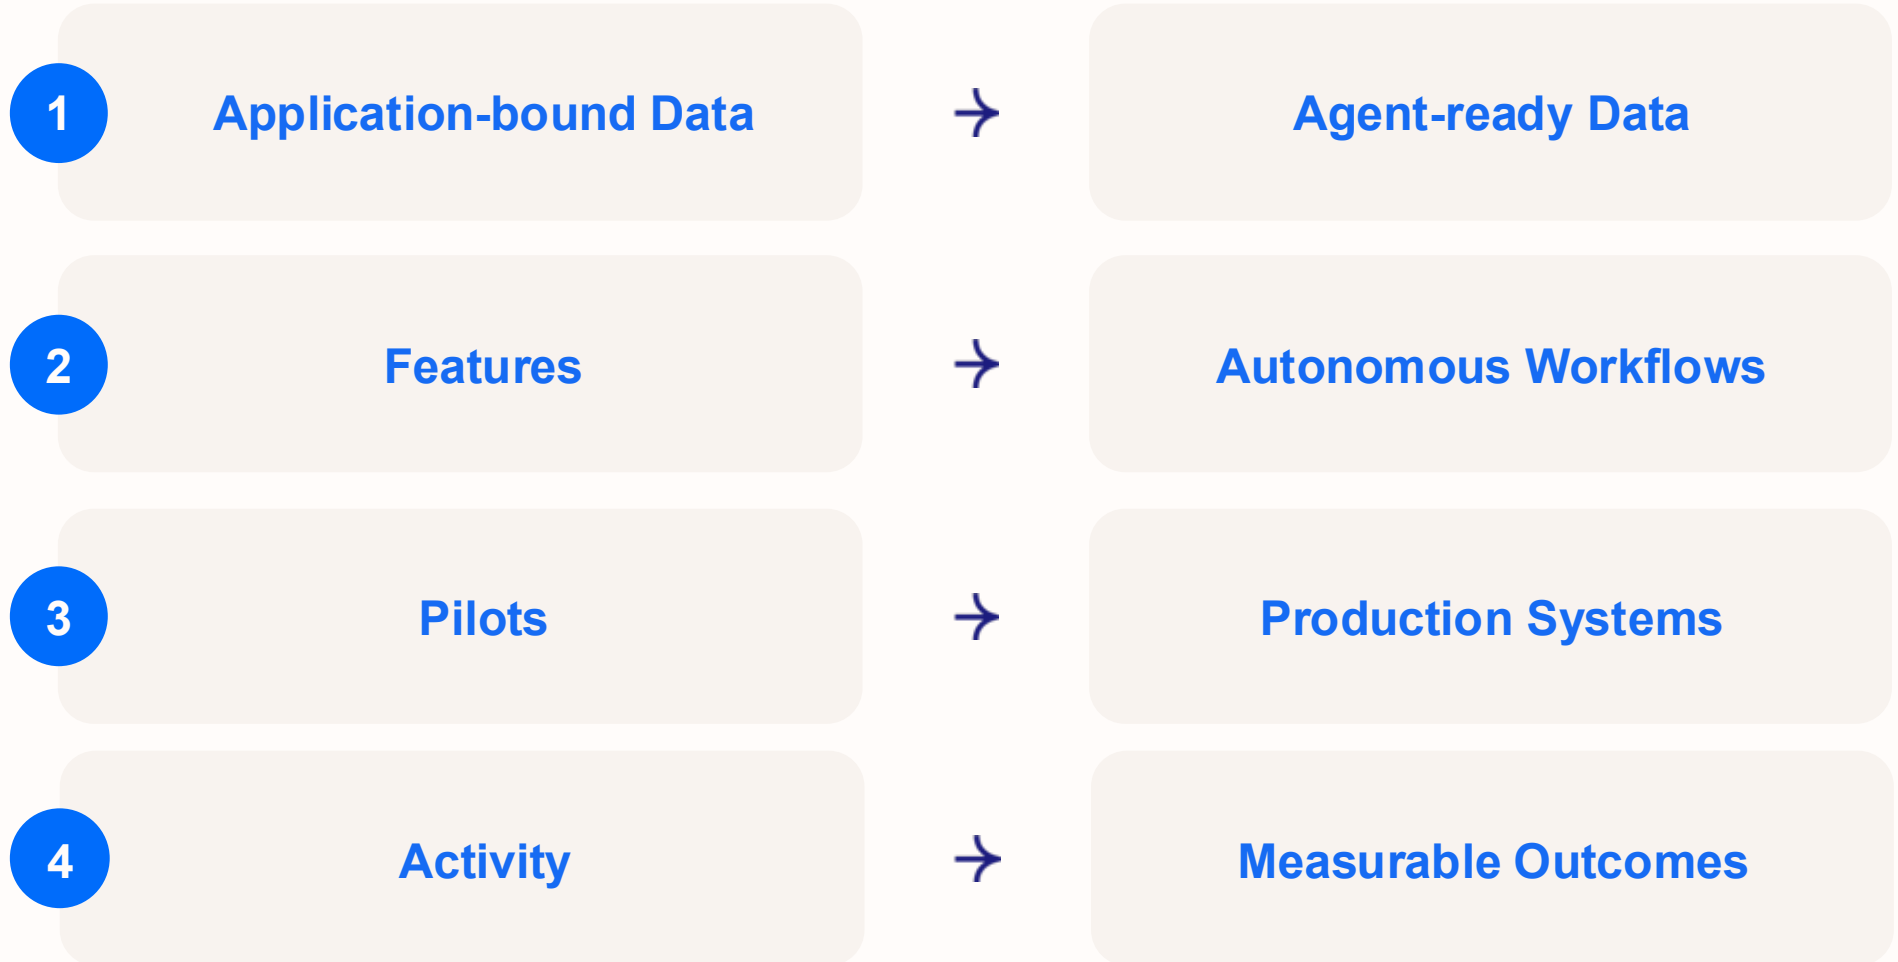 1
Application-bound Data
Agent-ready Data
2
Features
Autonomous Workflows
3
Pilots
Production Systems
4
Activity
Measurable Outcomes